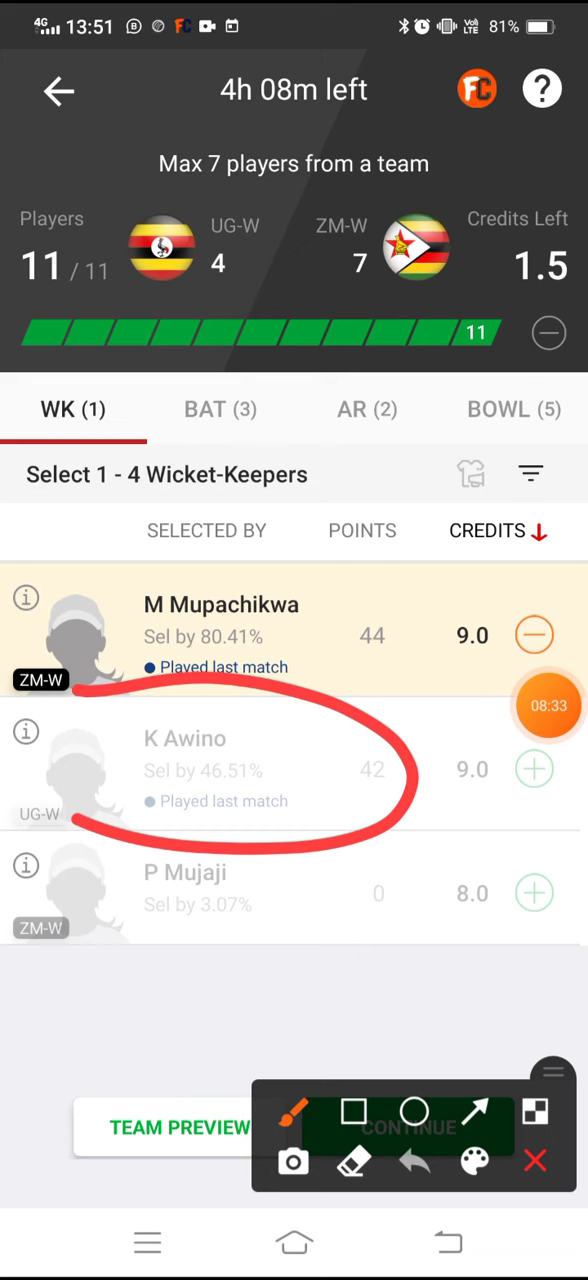 4G 13:51 B FC Vo) LTE 81%
4h 08m left FC ?
Max 7 players from a team
Players UG-W ZM-W Credits Left
11 / 11 4 7 1.5
11
WK (1) BAT (3) AR (2) BOWL (5)
Select 1 - 4 Wicket-Keepers
SELECTED BY POINTS CREDITS
M Mupachikwa
Sel by 80.41% 44 9.0
Played last match
ZM-W
08:33
K Awino
Sel by 46.51% 42 9.0
Played last match
UG-W
P Mujaji
Sel by 3.07% 0 8.0
ZM-W
TEAM PREVIEW CONTINUE